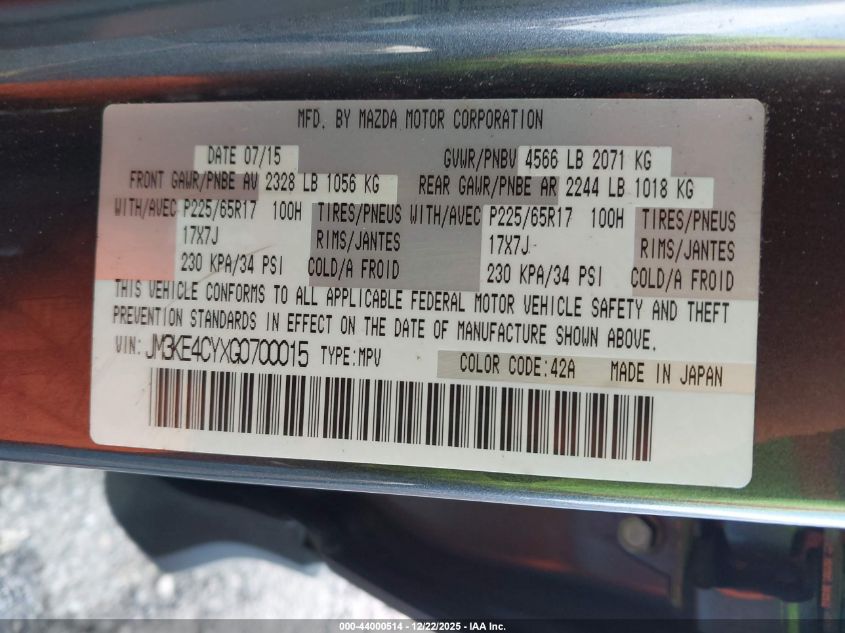 MFD. BY MAZDA MOTOR CORPORATION
DATE 07/15 GVWR/PNBV 4566 LB 2071 KG
FRONT GAWR/PNBE AV 2328 LB 1056 KG REAR GAWR/PNBE AR 2244 LB 1018 KG
WITH/AVEC P225/65R17 100H TIRES/PNEUS WITH/AVEC P225/65R17 100H TIRES/PNEUS
17X7J RIMS/JANTES 17X7J RIMS/JANTES
230 KPA/34 PSI COLD/A FROID 230 KPA/34 PSI COLD/A FROID
THIS VEHICLE CONFORMS TO ALL APPLICABLE FEDERAL MOTOR VEHICLE SAFETY AND THEFT
PREVENTION STANDARDS IN EFFECT ON THE DATE OF MANUFACTURE SHOWN ABOVE.
VIN: JM3KE4CYXG0700015 TYPE:MPV COLOR CODE:42A MADE IN JAPAN
000-44000514 - 12/22/2025 - IAA Inc.